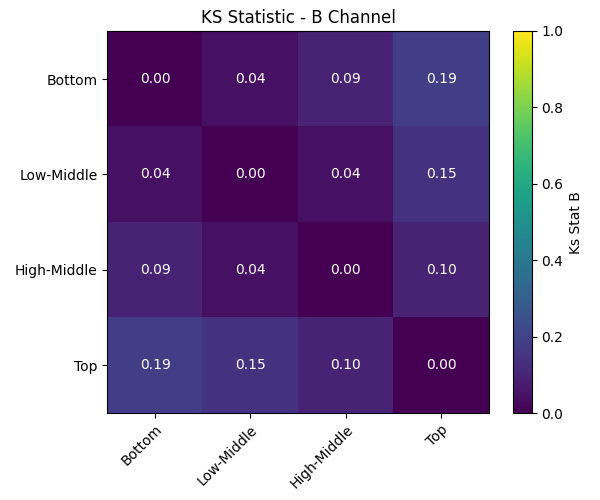 KS Statistic - B Channel
Bottom 0.00 0.04 0.09 0.19
Low-Middle 0.04 0.00 0.04 0.15
High-Middle 0.09 0.04 0.00 0.10
Top 0.19 0.15 0.10 0.00
Bottom Low-Middle High-Middle Top
1.0
0.8
0.6
0.4
0.2
0.0
Ks Stat B